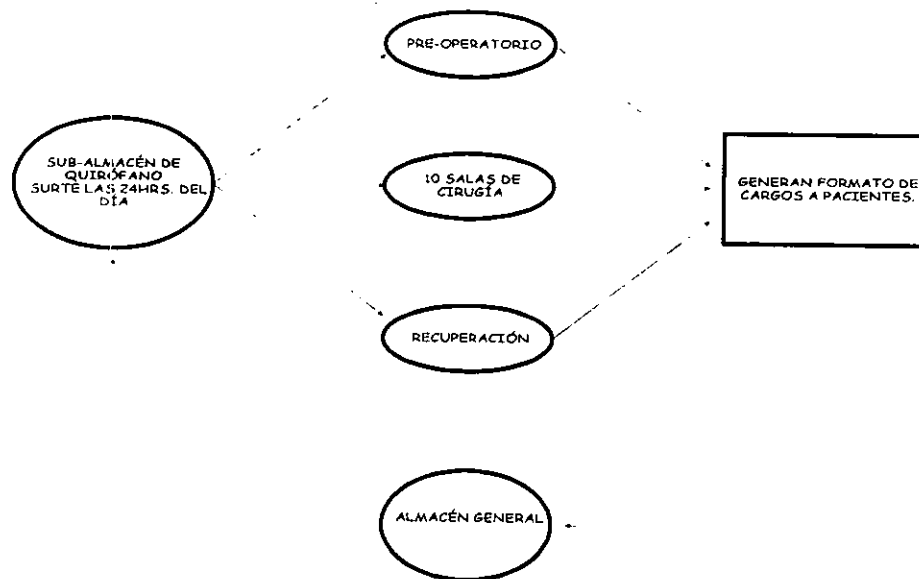 PRE-OPERATORIO
SUB-ALMACÉN DE
QUIRÓFANO
SURTE LAS 24HRS. DEL
DÍA
10 SALAS DE
CIRUGÍA
GENERAN FORMATO DE
CARGOS A PACIENTES.
RECUPERACIÓN
ALMACÉN GENERAL